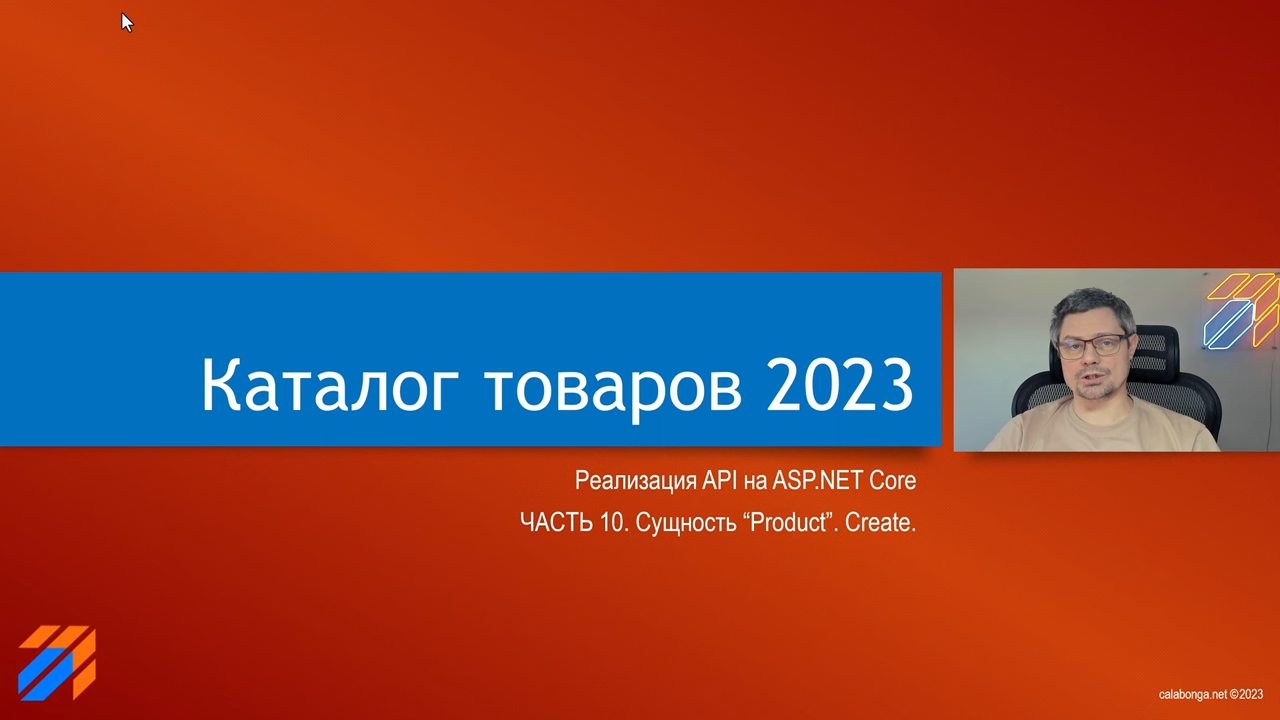 Каталог товаров 2023
Реализация API на ASP.NET Core
ЧАСТЬ 10. Сущность “Product”. Create.
calabonga.net ©2023